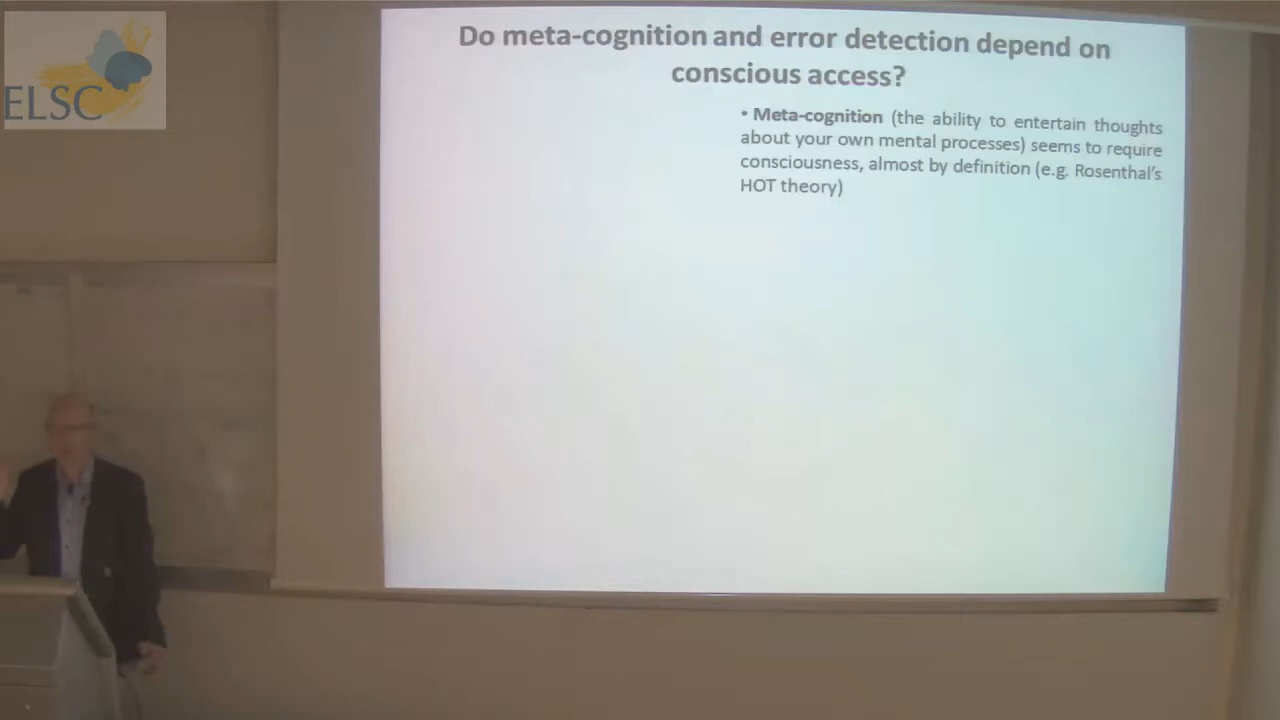 ELSC
Do meta-cognition and error detection depend on
conscious access?
• Meta-cognition (the ability to entertain thoughts
about your own mental processes) seems to require
consciousness, almost by definition (e.g. Rosenthal's
HOT theory)